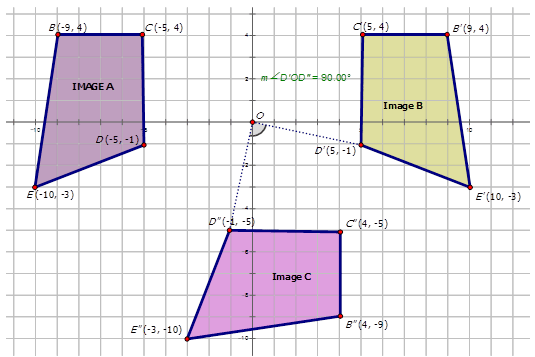 B(-9, 4)
C(-5, 4)
C'(5, 4)
B'(9, 4)
m∠D'OD" = 90.00°
IMAGE A
Image B
O
D(-5, -1)
D'(5, -1)
E(-10, -3)
E'(10, -3)
D"(-1, -5)
C"(4, -5)
Image C
E"(-3, -10)
B"(4, -9)